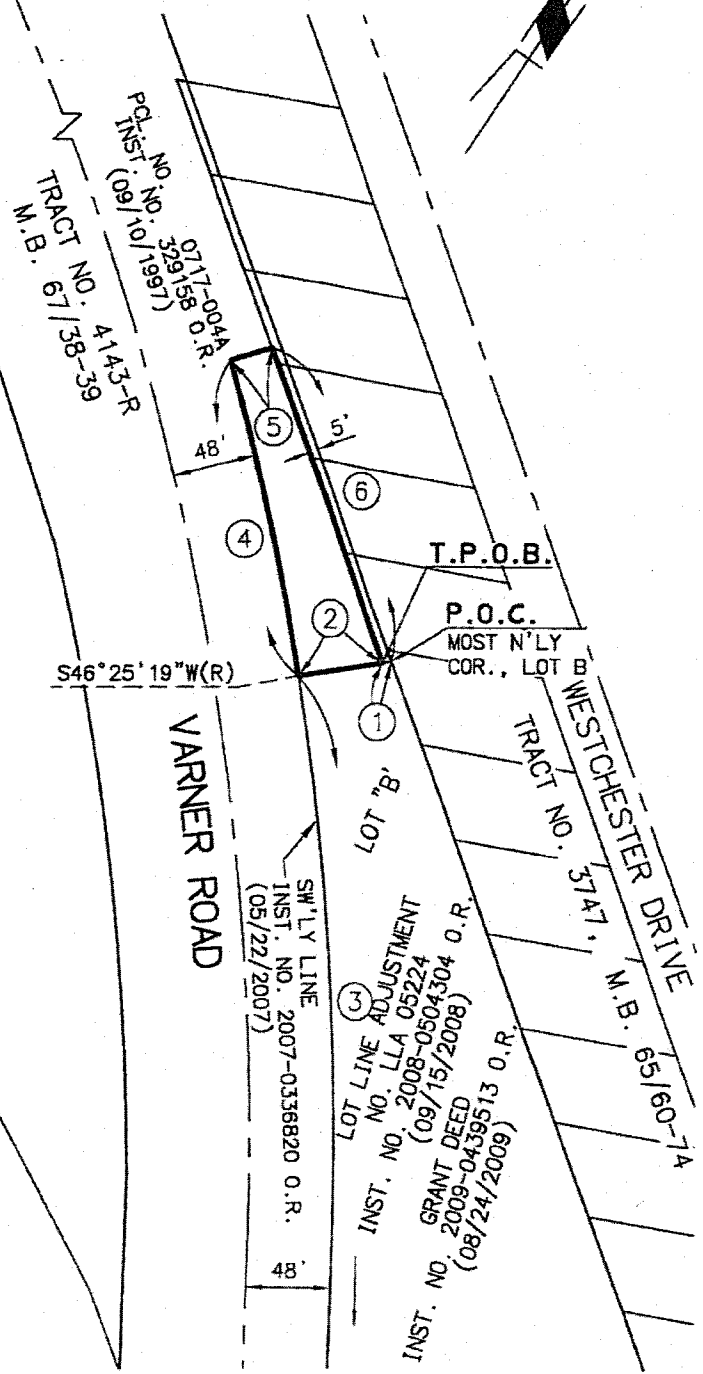 PCL. NO. 0717-004A
INST. NO. 329158 O.R.
(09/10/1997)
TRACT NO. 4143-R
M.B. 67/38-39
48'
5
5'
6
4
T.P.O.B.
P.O.C.
MOST N'LY
COR., LOT B
2
S46°25'19"W(R)
1
WESTCHESTER DRIVE
TRACT NO. 3747, M.B. 65/60-74
VARNER ROAD
LOT "B"
SW'LY LINE
INST. NO. 2007-0336820 O.R.
(05/22/2007)
3
LOT LINE ADJUSTMENT
NO. LLA 05224
INST. NO. 2008-0504304 O.R.
(09/15/2008)
GRANT DEED
INST. NO. 2009-0439513 O.R.
(08/24/2009)
48'